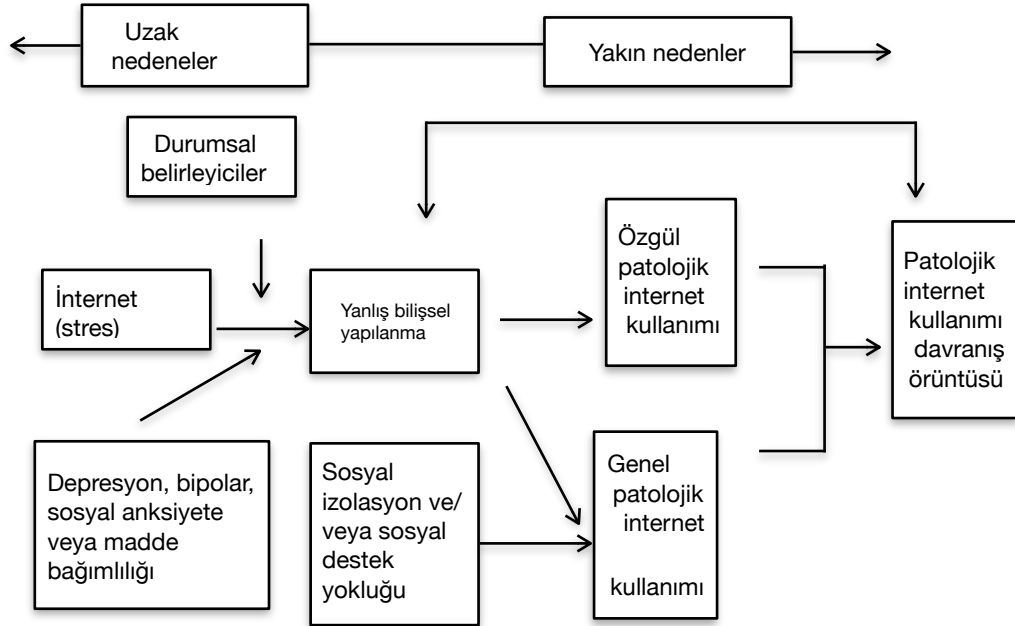 Uzak
nedeneler
Yakın nedenler
Durumsal
belirleyiciler
İnternet
(stres)
Yanlış bilişsel
yapılanma
Özgül
patolojik
internet
kullanımı
Patolojik
internet
kullanımı
davranış
örüntüsü
Depresyon, bipolar,
sosyal anksiyete
veya madde
bağımlılığı
Sosyal
izolasyon ve/
veya sosyal
destek
yokluğu
Genel
patolojik
internet
kullanımı